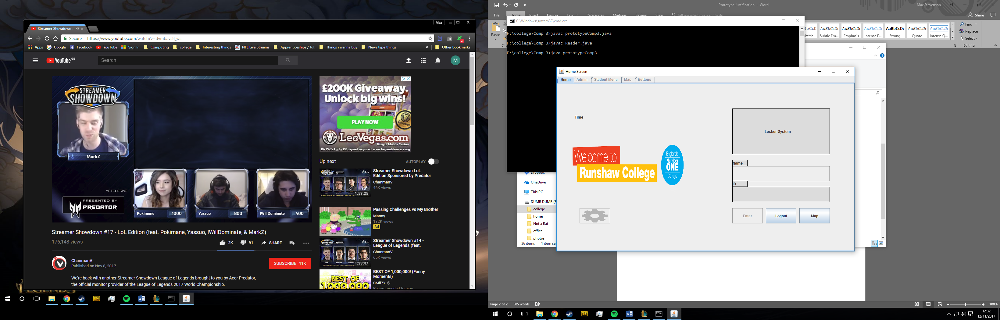 Max
Streamer Showdown
Secure | https://www.youtube.com/watch?v=dvmbavs8_ws
Apps Google Facebook YouTube Sign In Computing college Interesting things NFL Live Streams Apprenticeships / Jo Things i wanna buy News type things » Other bookmarks
YouTube GB
Search
M
STREAMER
SHOWDOWN
MarkZ
MATCHERINO
PRESENTED BY
PREDATOR
Pokimane 1000
Yassuo 800
IWillDominate 400
Streamer Showdown #17 - LoL Edition (feat. Pokimane, Yassuo, IWillDominate, & MarkZ)
176,148 views
2K 91 SHARE
ChanmanV
Published on Nov 8, 2017
SUBSCRIBE 41K
We're back with another Streamer Showdown League of Legends brought to you by Acer Predator,
the official monitor provider of the League of Legends 2017 World Championship.
£200K Giveaway.
Unlock big wins!
EXCLUSIVE
PLAY NOW
LeoVegas.com
King of Mobile Casino
18+ T&Cs Apply. £10 deposit required. www.begambleaware.org
Up next
AUTOPLAY
#16
1:53:25
Streamer Showdown LoL
Edition Sponsored by Predator
ChanmanV
46K views
Passing Challenges vs My Brother
Manny
132K views
Ad
#14
1:33:47
Streamer Showdown #14 -
League of Legends (feat.
ChanmanV
65K views
BEST OF
1,000,000
BEST OF 1,000,000! (Funny
Moments)
SMii7Y
Recommended for you
Prototype Justification - Word
Max Stevenson
File Home Insert Design Layout References Mailings Review View Tell me what you want to do
Share
Paste
AaBbCcDc AaBbCcDc AaBbCcDc AaBbCcDc AaBbCcDc AaBbCcDc
Subtle Em... Emphasis Intense E... Strong Quote Intense Q...
Find
Replace
Select
Editing
C:\Windows\system32\cmd.exe
F:\college\Comp 3>javac prototypeComp3.java
F:\college\Comp 3>javac Reader.java
F:\college\Comp 3>java prototypeComp3
Home Screen
Home Admin Student Menu Map Buttons
Time
Welcome to
Runshaw College
England's
Number
ONE
College
Locker System
Name
ID
Enter Logout Map
Dropbox
OneDrive
This PC
DUMB DUMB (F
college
home
Not a Rat
office
photos
36 items 1 item sel
Page 2 of 2 505 words
100%
12:32
12/11/2017